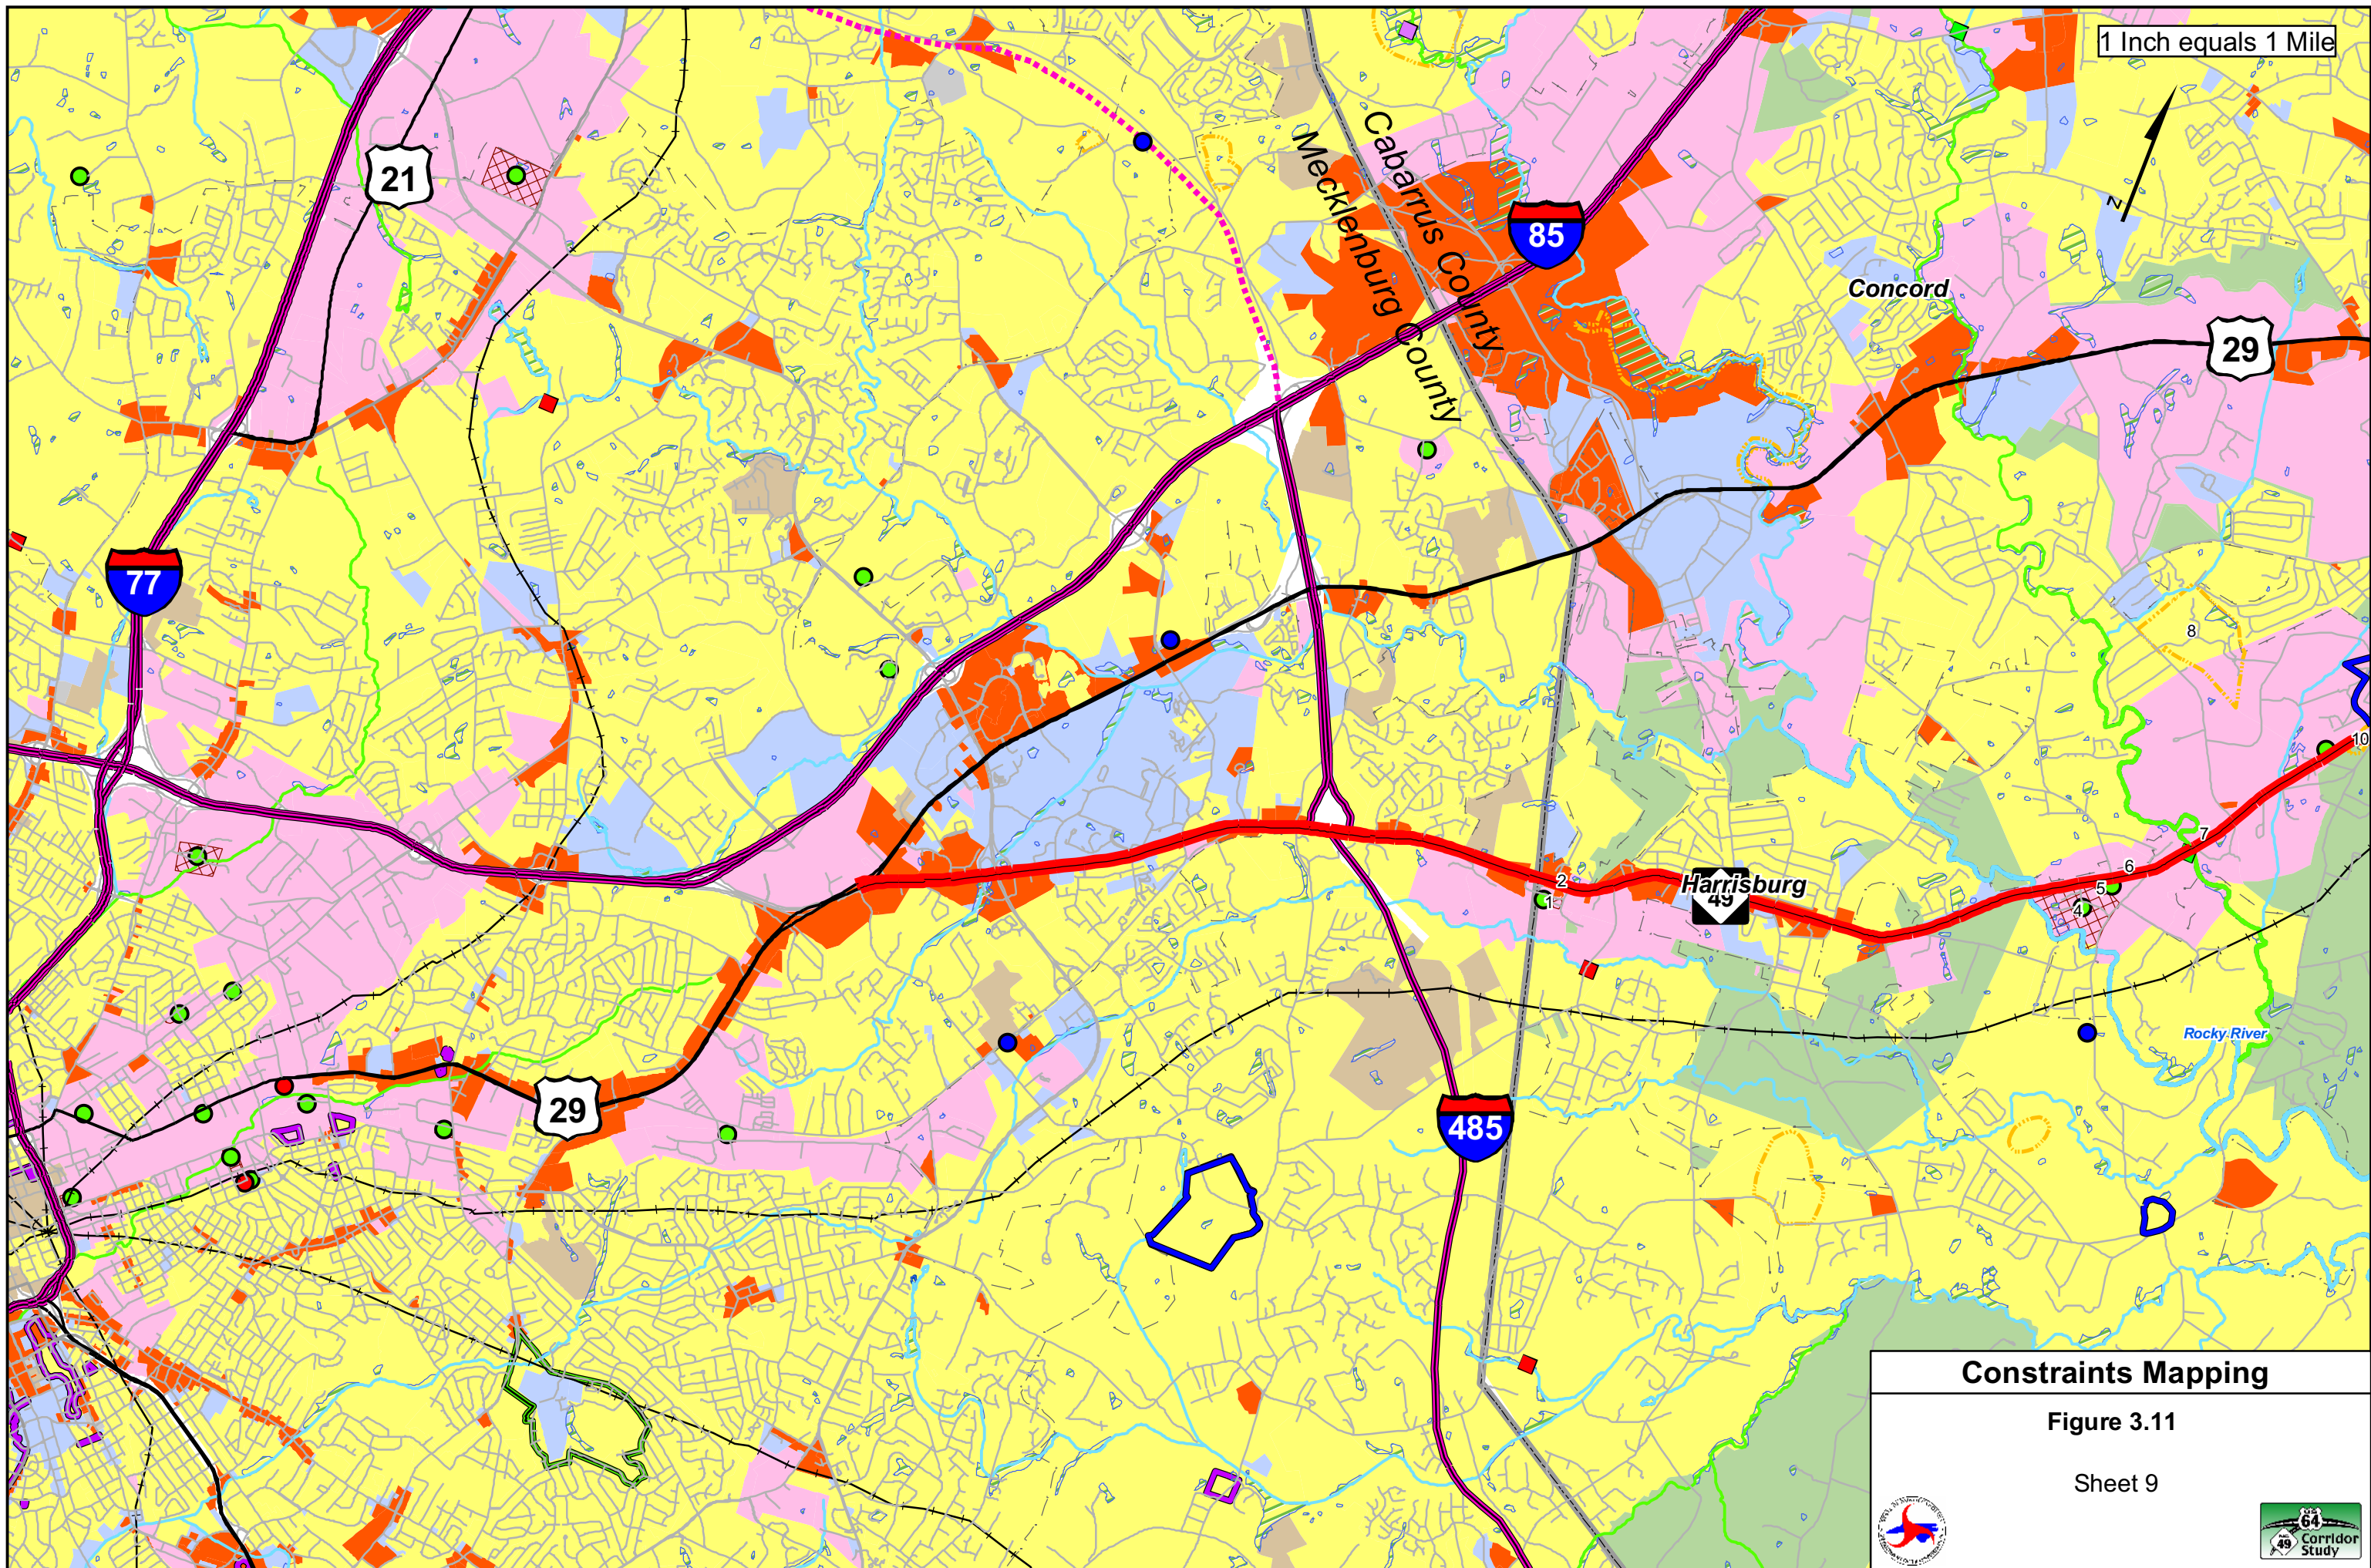 1 Inch equals 1 Mile
21
Cabarrus County
Mecklenburg County
85
N
Concord
29
77
8
10
7
2
Harrisburg
49
6
5
1
4
Rocky River
29
485
Constraints Mapping
Figure 3.11
Sheet 9
64
49
Corridor
Study